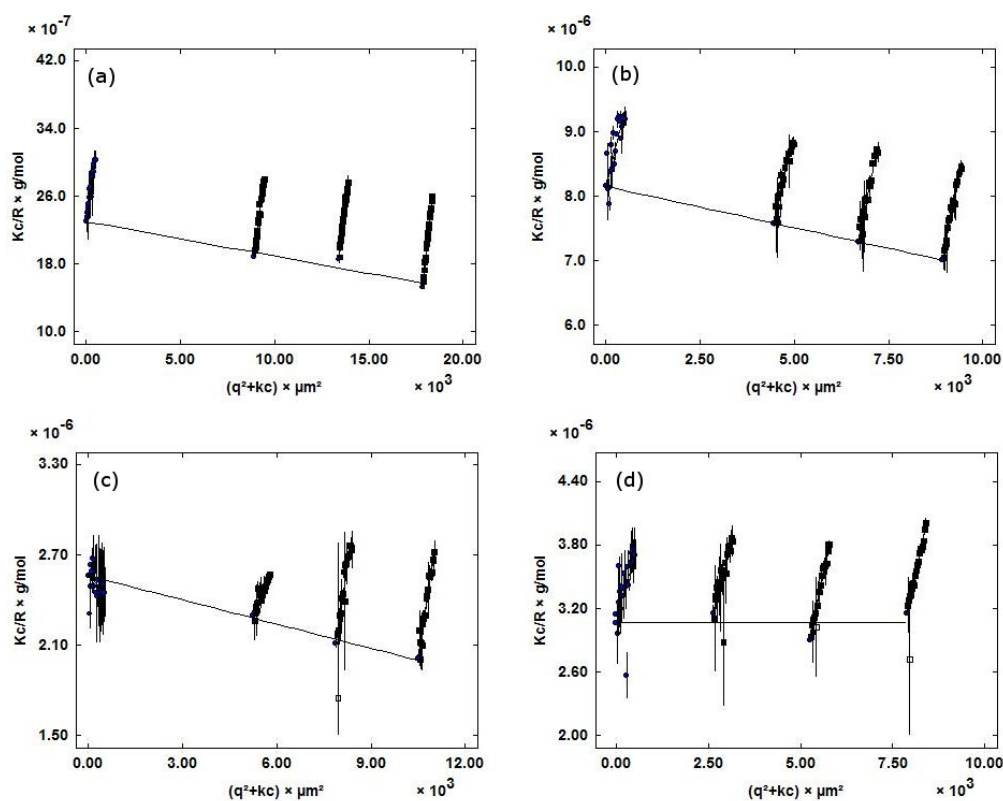 × 10⁻⁷
(a)
42.0
34.0
26.0
18.0
10.0
Kc/R × g/mol
0.00 5.00 10.00 15.00 20.00
(q²+kc) × µm² × 10³
× 10⁻⁶
(b)
10.0
9.0
8.0
7.0
6.0
Kc/R × g/mol
0.00 2.50 5.00 7.50 10.00
(q²+kc) × µm² × 10³
× 10⁻⁶
(c)
3.30
2.70
2.10
1.50
Kc/R × g/mol
0.00 3.00 6.00 9.00 12.00
(q²+kc) × µm² × 10³
× 10⁻⁶
(d)
4.40
3.80
3.20
2.60
2.00
Kc/R × g/mol
0.00 2.50 5.00 7.50 10.00
(q²+kc) × µm² × 10³